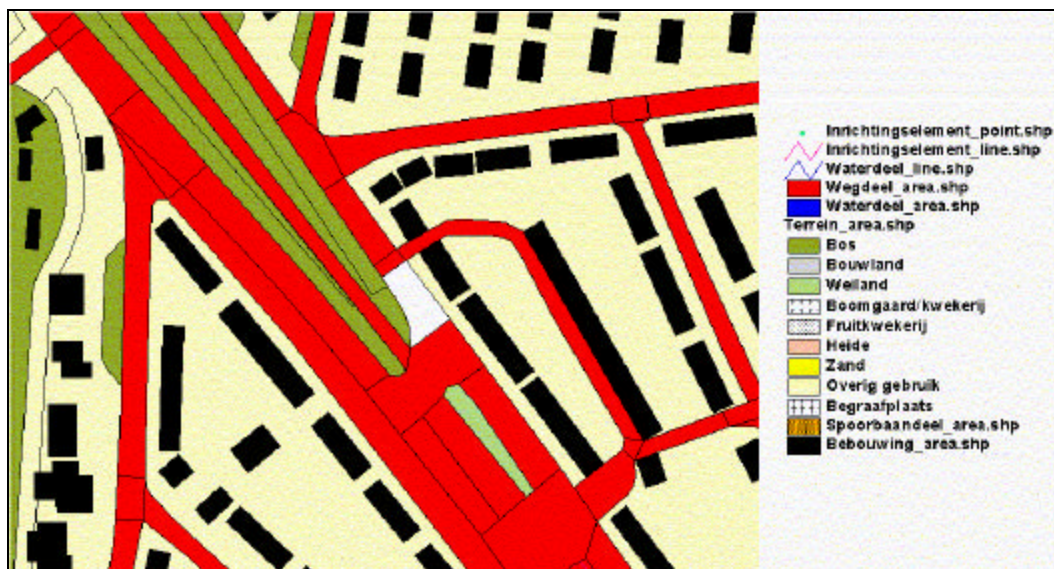 Inrichtingselement_point.shp
Inrichtingselement_line.shp
Waterdeel_line.shp
Wegdeel_area.shp
Waterdeel_area.shp
Terrein_area.shp
Bos
Bouwland
Weiland
Boomgaard/kwekerij
Fruitkwekerij
Heide
Zand
Overig gebruik
Begraafplaats
Spoorbaandeel_area.shp
Bebouwing_area.shp